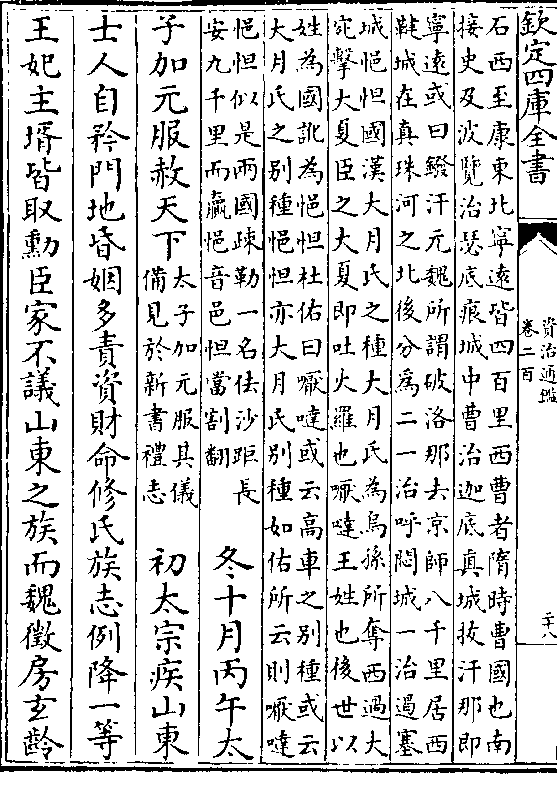 欽定四庫全書
資治通鑑
卷二百
二十八
石西至康東北寧遠皆四百里西曹者隋時曹國也南
接史及波覽治瑟底痕城中曹治迦底真城拔汗那即
寧遠或曰鏺汗元魏所謂破洛那去京師八千里居西
鞬城在真珠河之北後分爲二一治呼悶城一治遏塞
城悒怛國漢大月氏之種大月氏為烏孫所奪西過大
宛擊大夏臣之大夏即吐火羅也嚈噠王姓也後世以
姓為國訛為悒怛杜佑曰嚈噠或云高車之別種或云
大月氏之別種悒怛亦大月氏別種如佑所云則嚈噠
悒怛似是兩國疎勒一名佉沙距長
安九千里而贏悒音邑怛當割翻
冬十月丙午太
子加元服赦天下
太子加元服其儀
備見於新書禮志
初太宗疾山東
士人自矜門地昏姻多責資財命修氏族志例降一等
王妃主壻皆取勳臣家不議山東之族而魏徵房玄齡